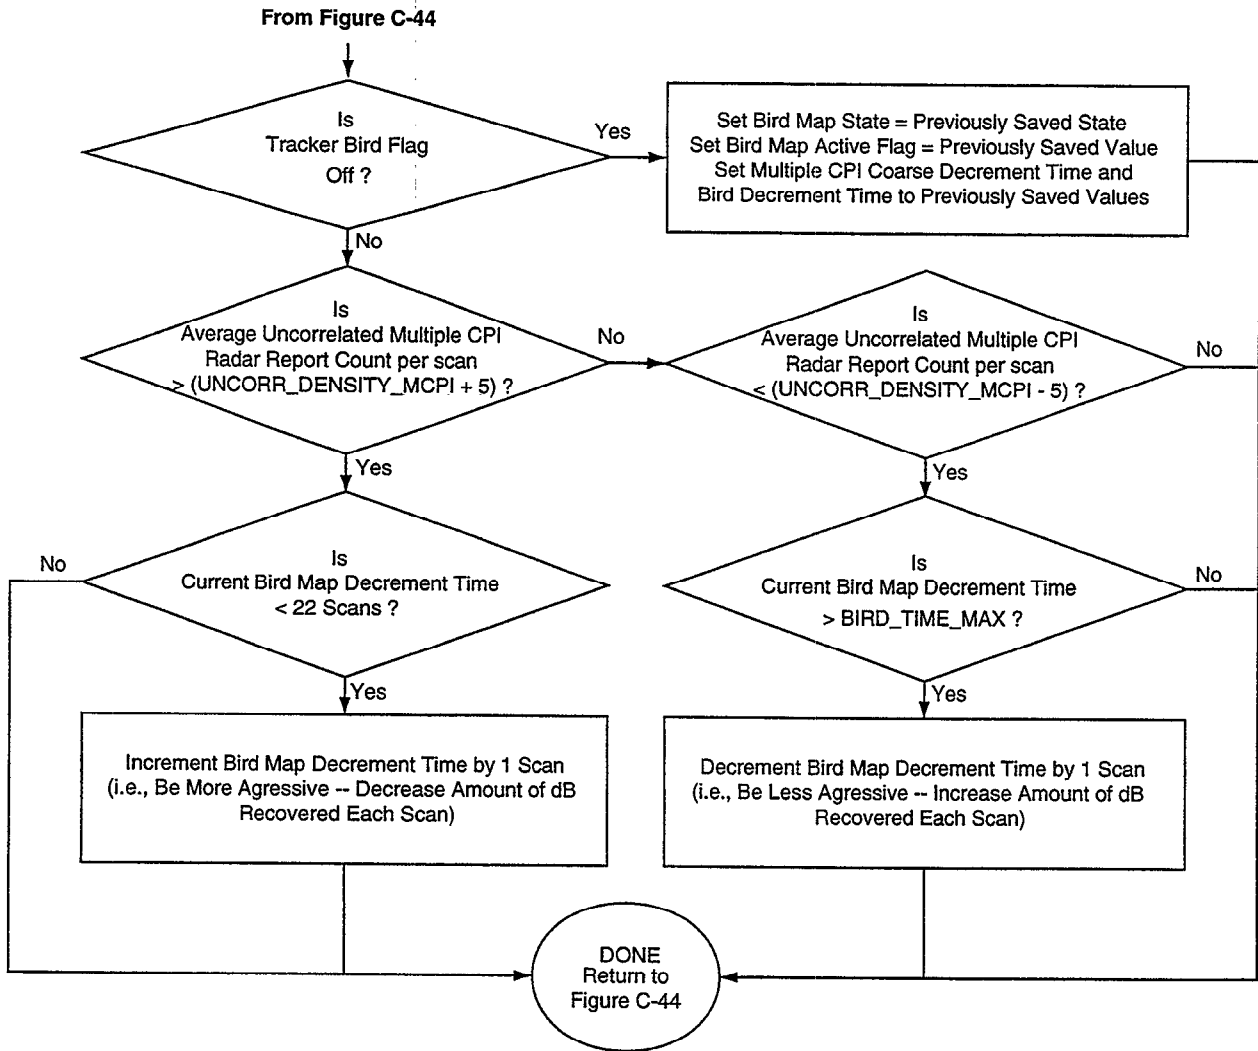 From Figure C-44
Is
Tracker Bird Flag
Off ?
Yes
Set Bird Map State = Previously Saved State
Set Bird Map Active Flag = Previously Saved Value
Set Multiple CPI Coarse Decrement Time and
Bird Decrement Time to Previously Saved Values
No
Is
Average Uncorrelated Multiple CPI
Radar Report Count per scan
> (UNCORR_DENSITY_MCPI + 5) ?
No
Is
Average Uncorrelated Multiple CPI
Radar Report Count per scan
< (UNCORR_DENSITY_MCPI - 5) ?
No
Yes
Yes
No
Is
Current Bird Map Decrement Time
< 22 Scans ?
Is
Current Bird Map Decrement Time
> BIRD_TIME_MAX ?
No
Yes
Yes
Increment Bird Map Decrement Time by 1 Scan
(i.e., Be More Agressive -- Decrease Amount of dB
Recovered Each Scan)
Decrement Bird Map Decrement Time by 1 Scan
(i.e., Be Less Agressive -- Increase Amount of dB
Recovered Each Scan)
DONE
Return to
Figure C-44